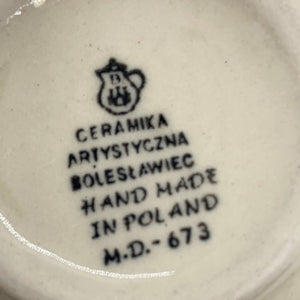 CERAMIKA
ARTYSTYCZNA
BOLESŁAWIEC
HAND MADE
IN POLAND
M.D.-673